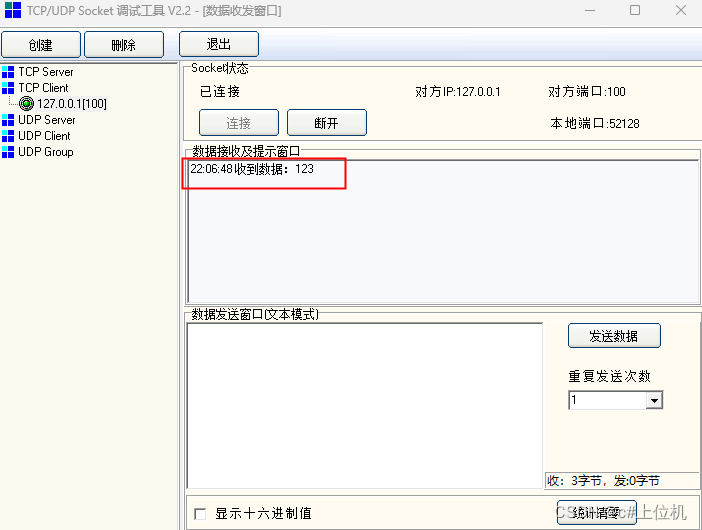 TCP/UDP Socket 调试工具 V2.2 - [数据收发窗口]
创建
删除
退出
TCP Server
TCP Client
127.0.0.1[100]
UDP Server
UDP Client
UDP Group
Socket状态
已连接
对方IP:127.0.0.1
对方端口:100
连接
断开
本地端口:52128
数据接收及提示窗口
22:06:48 收到数据：123
数据发送窗口(文本模式)
发送数据
重复发送次数
1
收：3字节，发:0字节
显示十六进制值
统计清零
CSDN @c#上位机